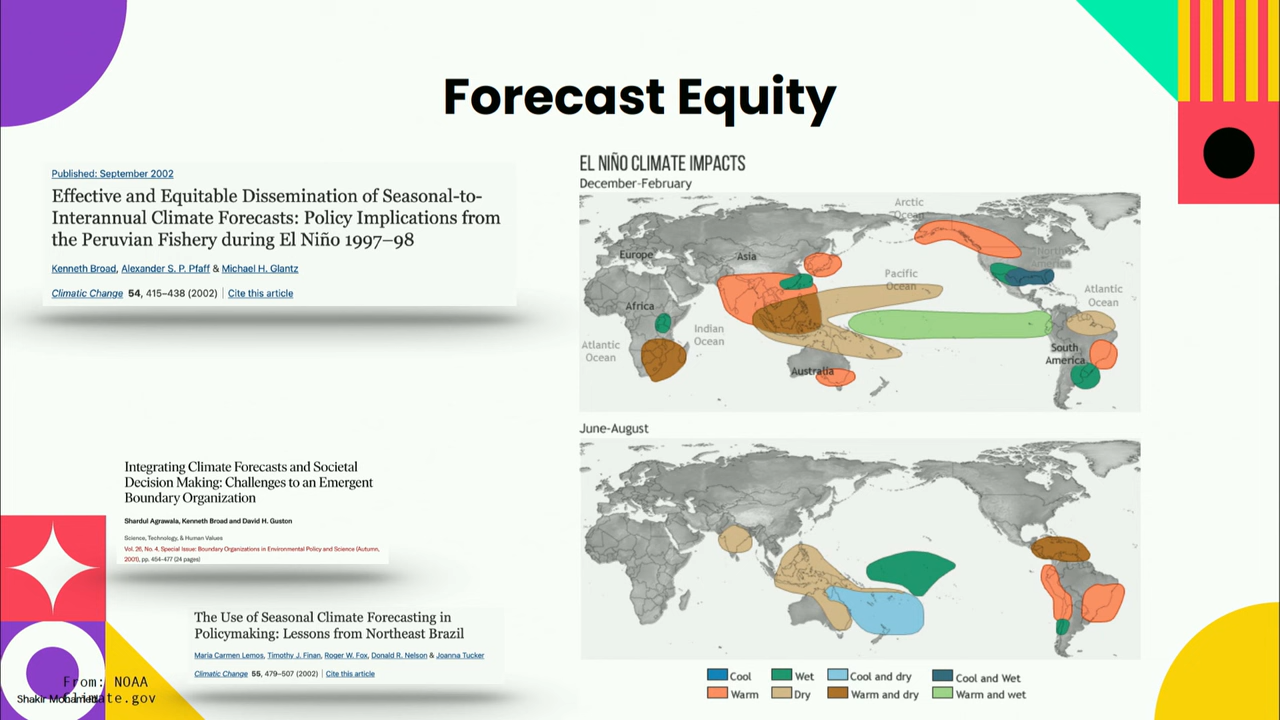 Forecast Equity
Published: September 2002
Effective and Equitable Dissemination of Seasonal-to-
Interannual Climate Forecasts: Policy Implications from
the Peruvian Fishery during El Niño 1997–98
Kenneth Broad, Alexander S. P. Pfaff & Michael H. Glantz
Climatic Change 54, 415–438 (2002) | Cite this article
Integrating Climate Forecasts and Societal
Decision Making: Challenges to an Emergent
Boundary Organization
Shardul Agrawala, Kenneth Broad and David H. Guston
Science, Technology, & Human Values
Vol. 26, No. 4, Special Issue: Boundary Organizations in Environmental Policy and Science (Autumn,
2001), pp. 454-477 (24 pages)
The Use of Seasonal Climate Forecasting in
Policymaking: Lessons from Northeast Brazil
Maria Carmen Lemos, Timothy J. Finan, Roger W. Fox, Donald R. Nelson & Joanna Tucker
Climatic Change 55, 479–507 (2002) | Cite this article
From: NOAA
Climate.gov
Shakir Mohamed
EL NIÑO CLIMATE IMPACTS
December-February
Arctic
Ocean
Europe
Asia
North
America
Pacific
Ocean
Atlantic
Ocean
Africa
Indian
Ocean
Atlantic
Ocean
South
America
Australia
June-August
Cool
Wet
Cool and dry
Cool and Wet
Warm
Dry
Warm and dry
Warm and wet